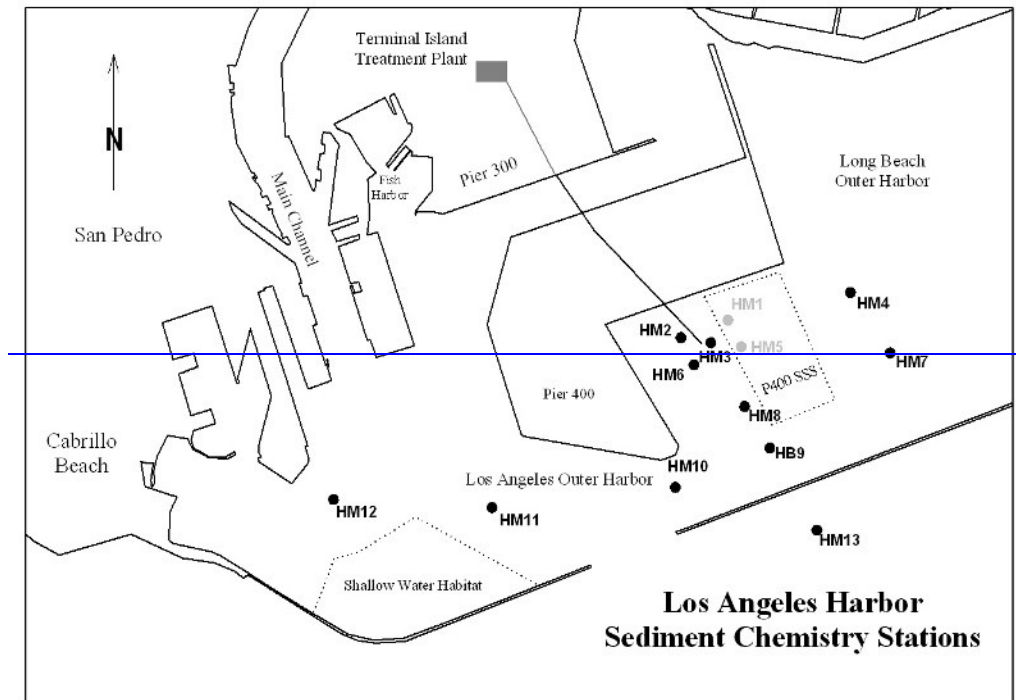 Terminal Island
Treatment Plant
N
Long Beach
Outer Harbor
Pier 300
Fish
Harbor
Main Channel
San Pedro
HM1
HM4
HM2
HM3
HM5
HM7
HM6
P400 SSS
Pier 400
HM8
Cabrillo
Beach
HB9
HM10
Los Angeles Outer Harbor
HM12
HM11
HM13
Shallow Water Habitat
Los Angeles Harbor
Sediment Chemistry Stations